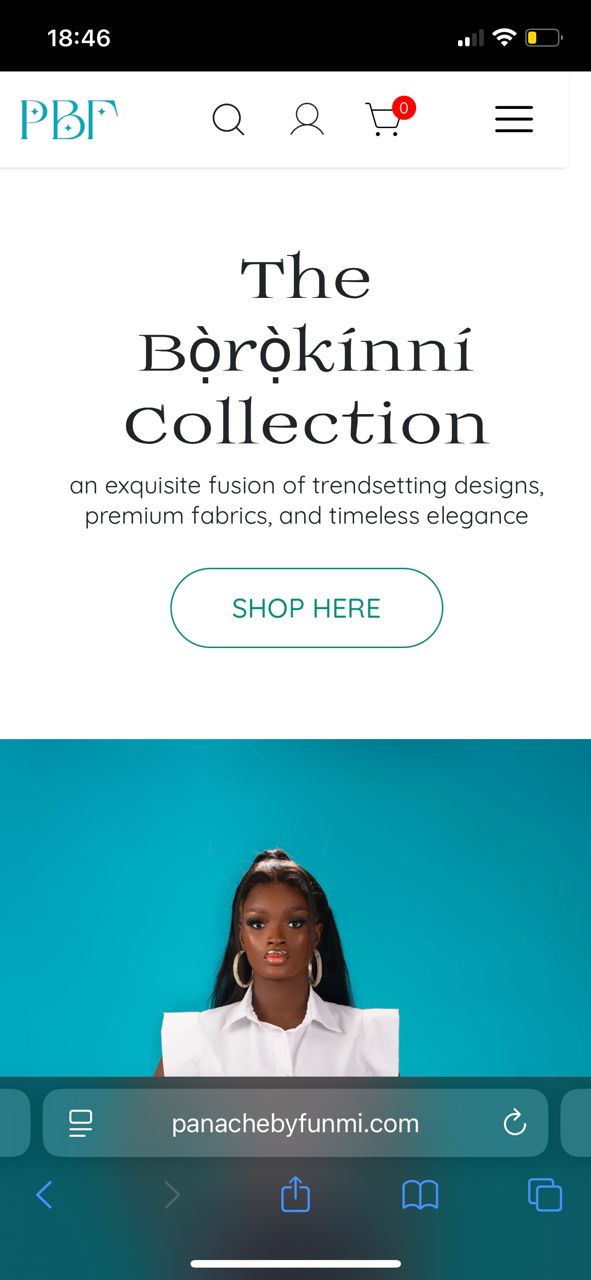 18:46
PBF
0
The
Bọ̀rọ̀kínní
Collection
an exquisite fusion of trendsetting designs,
premium fabrics, and timeless elegance
SHOP HERE
panachebyfunmi.com